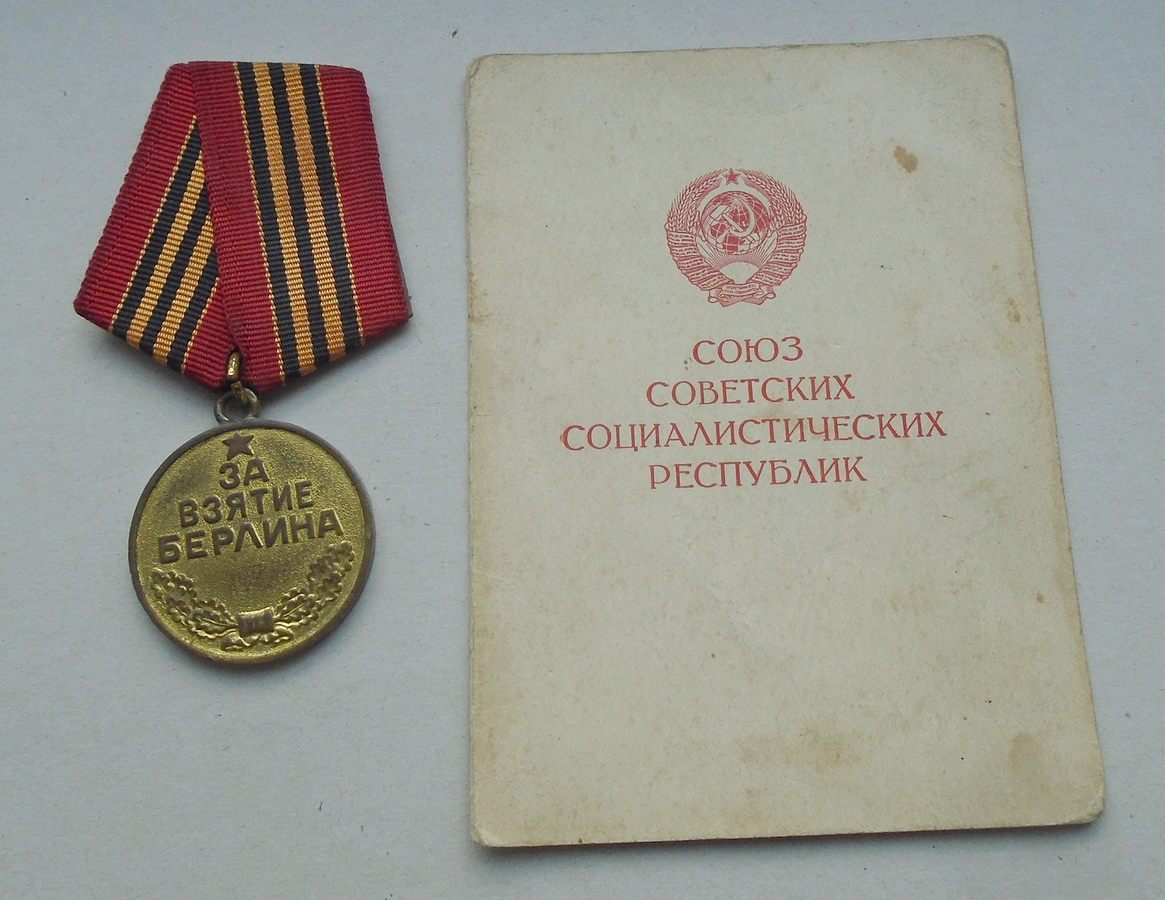 ЗА
ВЗЯТИЕ
БЕРЛИНА
СОЮЗ
СОВЕТСКИХ
СОЦИАЛИСТИЧЕСКИХ
РЕСПУБЛИК